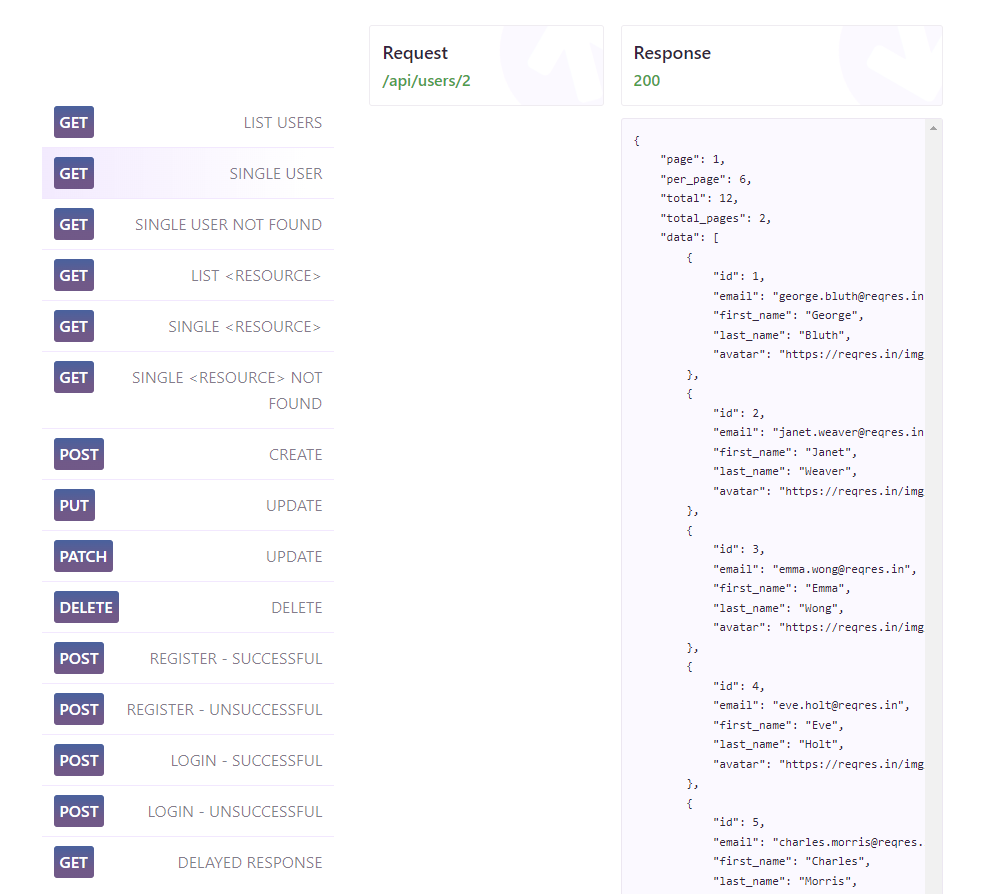 GET LIST USERS
GET SINGLE USER
GET SINGLE USER NOT FOUND
GET LIST <RESOURCE>
GET SINGLE <RESOURCE>
GET SINGLE <RESOURCE> NOT
FOUND
POST CREATE
PUT UPDATE
PATCH UPDATE
DELETE DELETE
POST REGISTER - SUCCESSFUL
POST REGISTER - UNSUCCESSFUL
POST LOGIN - SUCCESSFUL
POST LOGIN - UNSUCCESSFUL
GET DELAYED RESPONSE
Request
/api/users/2
Response
200
{
"page": 1,
"per_page": 6,
"total": 12,
"total_pages": 2,
"data": [
{
"id": 1,
"email": "george.bluth@reqres.in
"first_name": "George",
"last_name": "Bluth",
"avatar": "https://reqres.in/img
},
{
"id": 2,
"email": "janet.weaver@reqres.in
"first_name": "Janet",
"last_name": "Weaver",
"avatar": "https://reqres.in/img
},
{
"id": 3,
"email": "emma.wong@reqres.in",
"first_name": "Emma",
"last_name": "Wong",
"avatar": "https://reqres.in/img
},
{
"id": 4,
"email": "eve.holt@reqres.in",
"first_name": "Eve",
"last_name": "Holt",
"avatar": "https://reqres.in/img
},
{
"id": 5,
"email": "charles.morris@reqres.
"first_name": "Charles",
"last_name": "Morris",